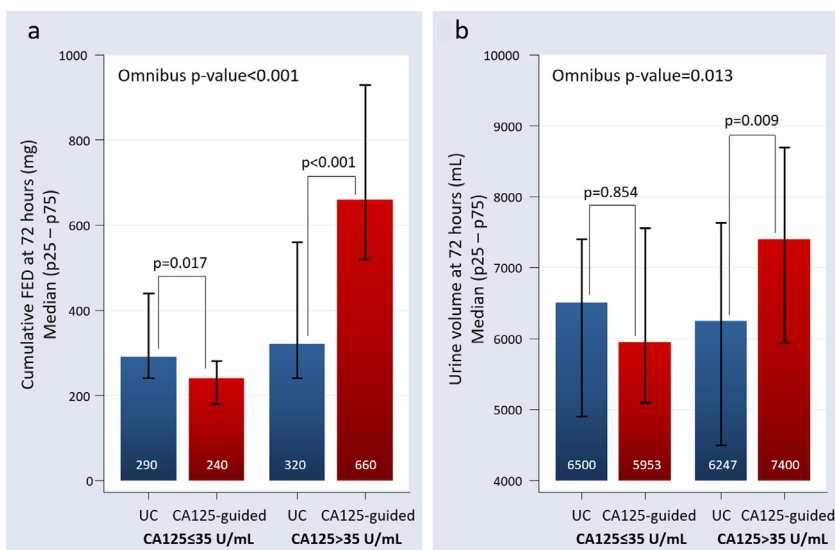 a
Cumulative FED at 72 hours (mg)
Median (p25 – p75)
1000
800
600
400
200
0
Omnibus p-value<0.001
p<0.001
p=0.017
290
240
320
660
UC
CA125-guided
UC
CA125-guided
CA125≤35 U/mL
CA125>35 U/mL
b
Urine volume at 72 hours (mL)
Median (p25 – p75)
10000
9000
8000
7000
6000
5000
4000
Omnibus p-value=0.013
p=0.009
p=0.854
6500
5953
6247
7400
UC
CA125-guided
UC
CA125-guided
CA125≤35 U/mL
CA125>35 U/mL